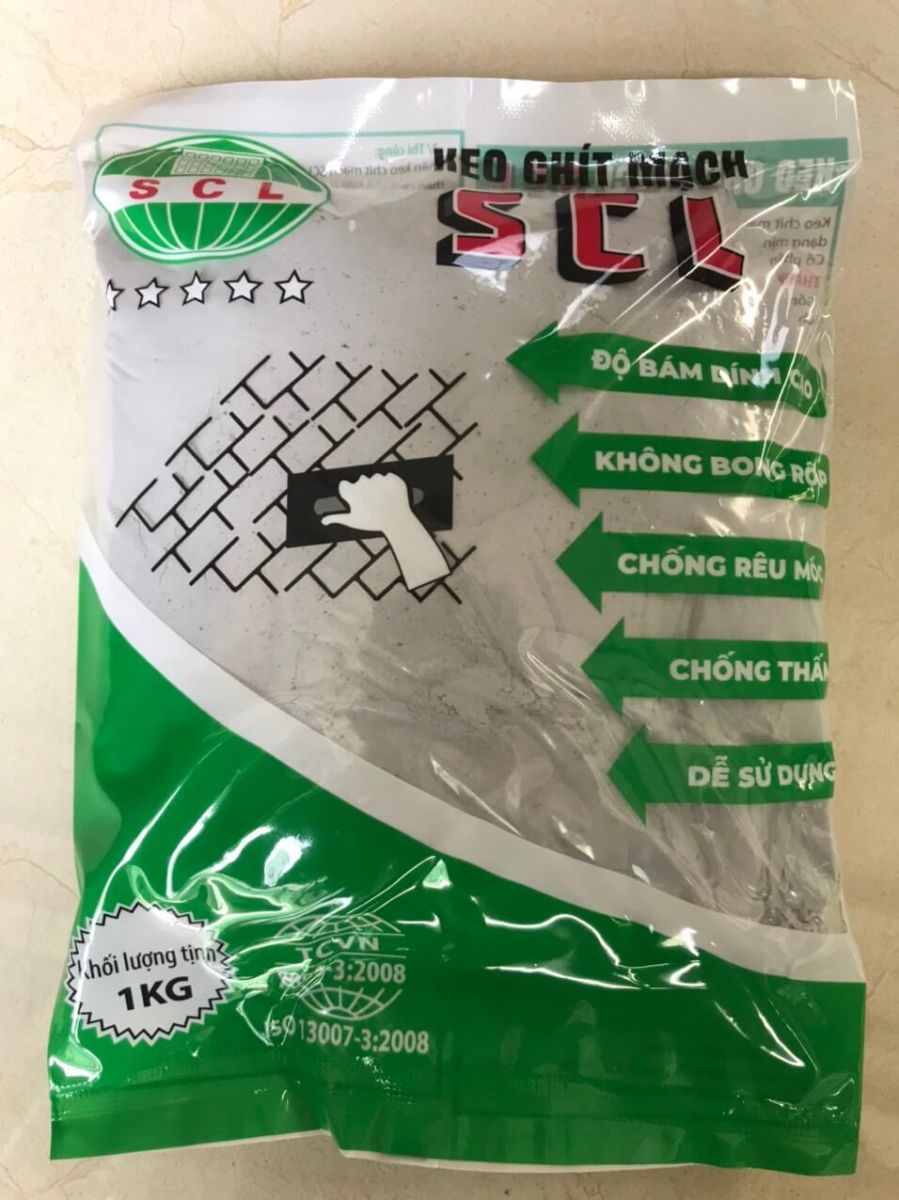 SCL
KEO CHÍT MẠCH
SCL
ĐỘ BÁM DÍNH CAO
KHÔNG BONG RỘP
CHỐNG RÊU MỐC
CHỐNG THẤM
DỄ SỬ DỤNG
Khối lượng tịnh
1KG
TCVN
-3:2008
ISO 13007-3:2008